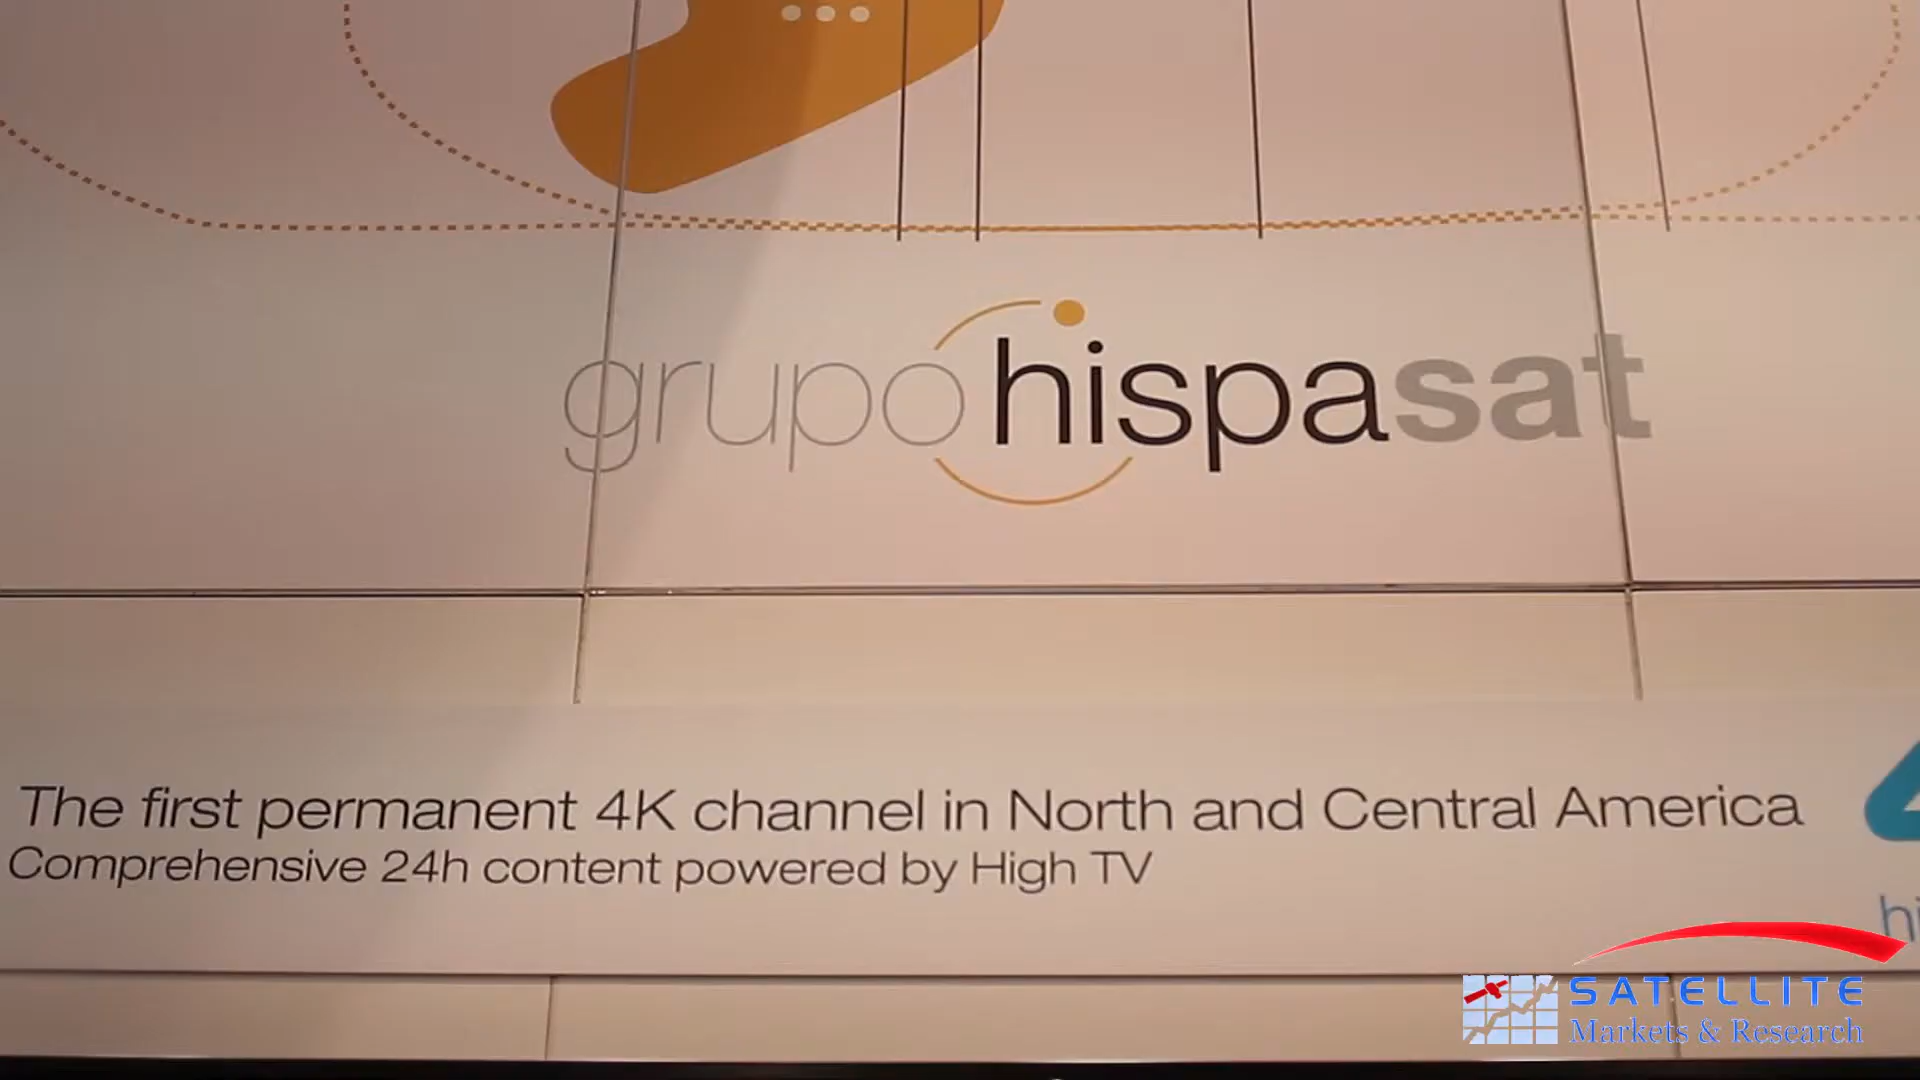 grupo hispasat
The first permanent 4K channel in North and Central America
Comprehensive 24h content powered by High TV
SATELLITE
Markets & Research